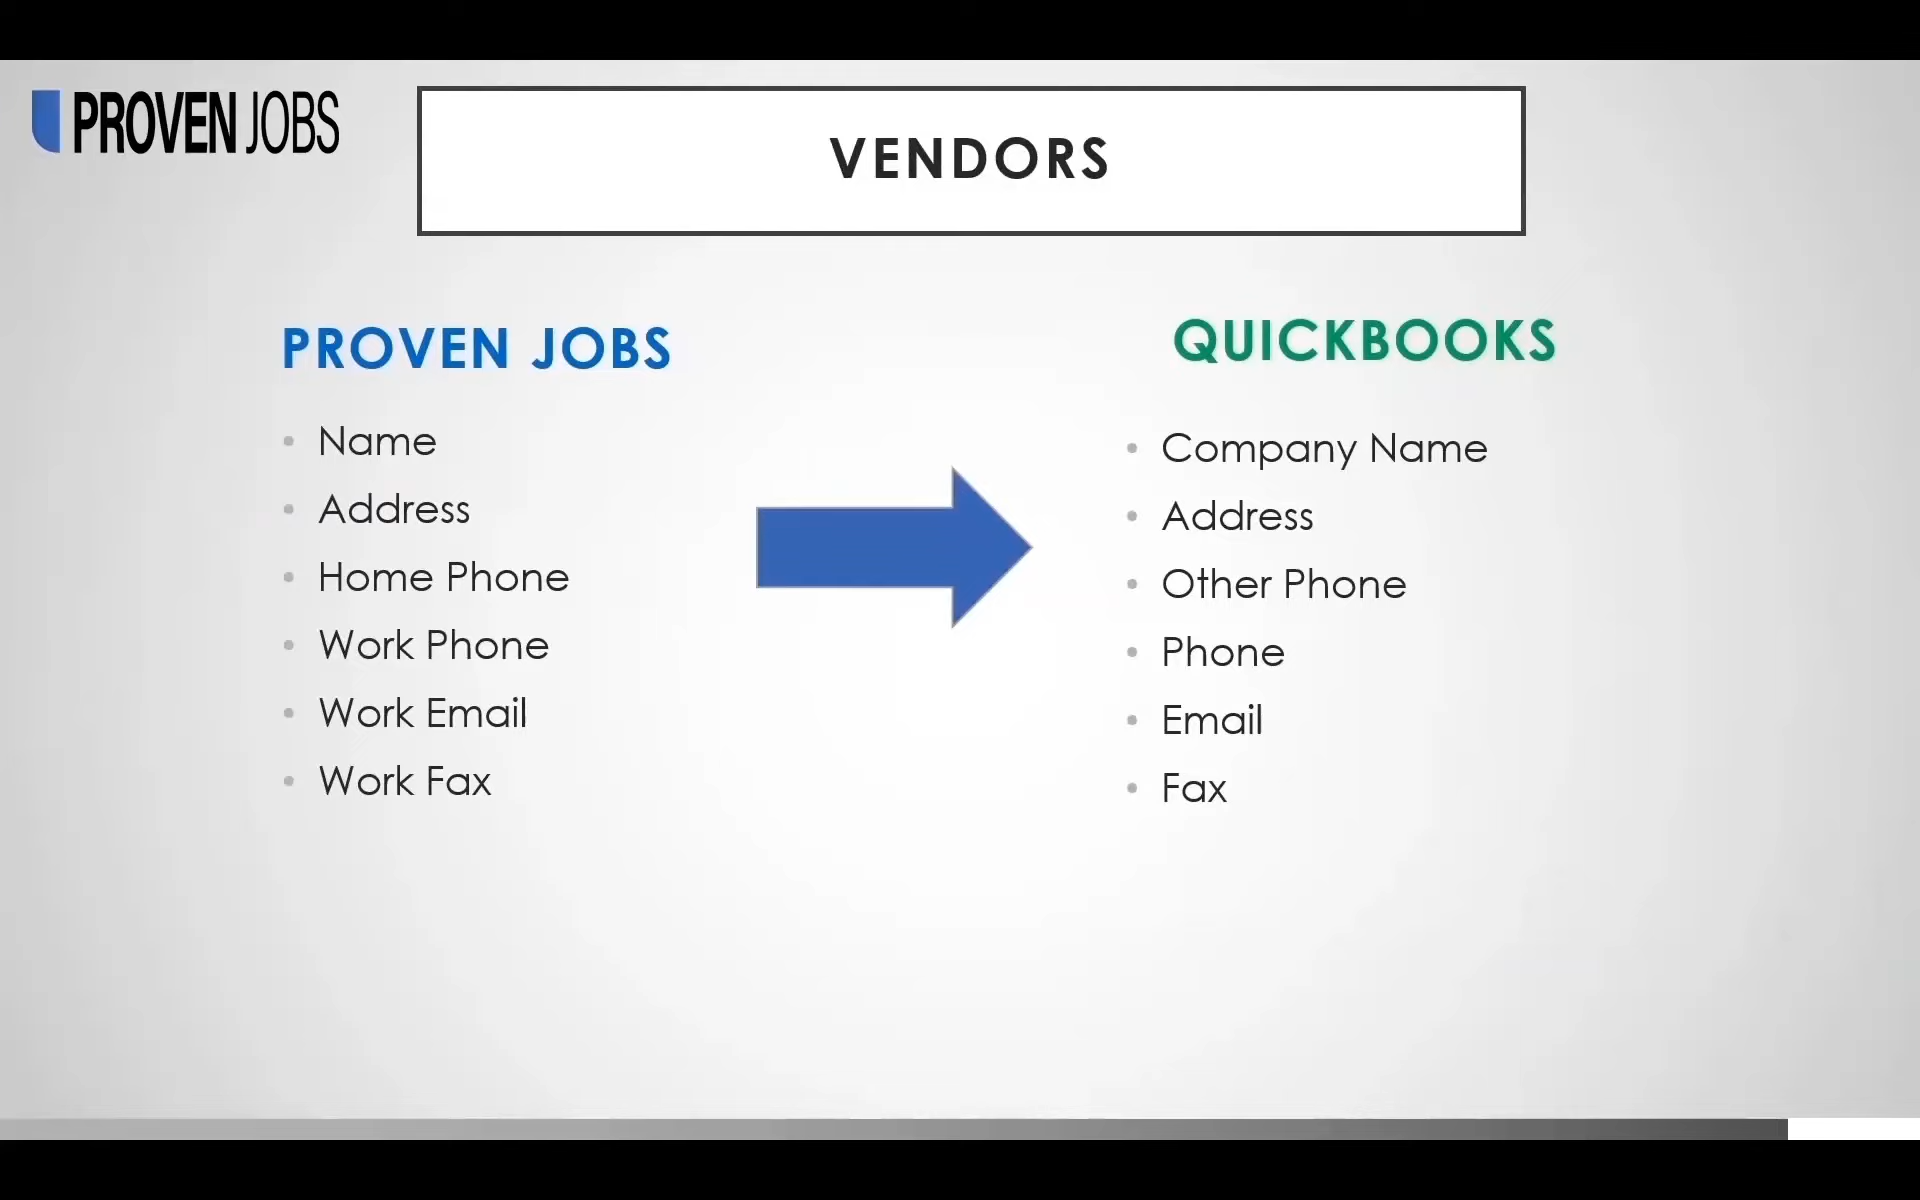 PROVEN JOBS
VENDORS
PROVEN JOBS
• Name
• Address
• Home Phone
• Work Phone
• Work Email
• Work Fax
QUICKBOOKS
• Company Name
• Address
• Other Phone
• Phone
• Email
• Fax